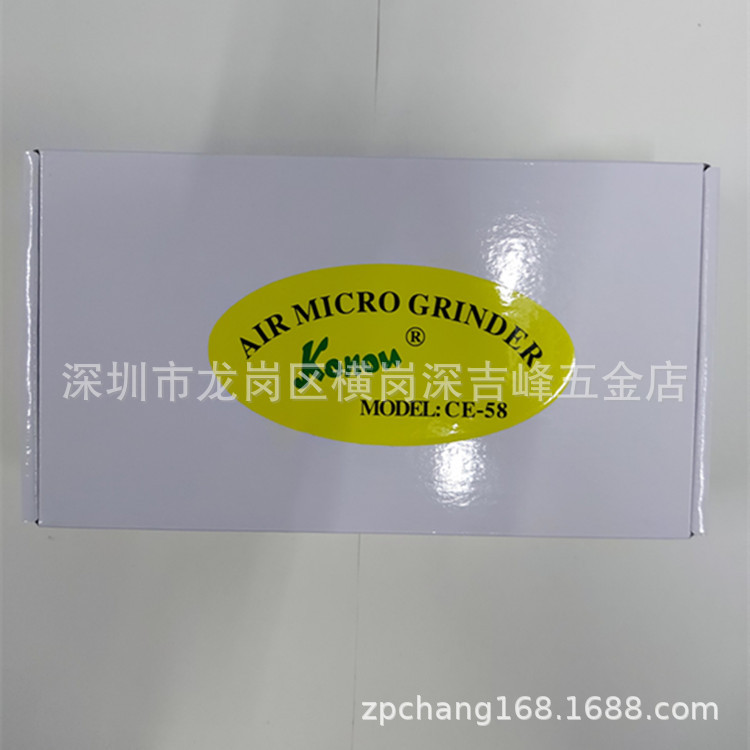 AIR MICRO GRINDER
®
深圳市龙岗区横岗深吉峰五金店
MODEL: CE-58
zpchang168.1688.com